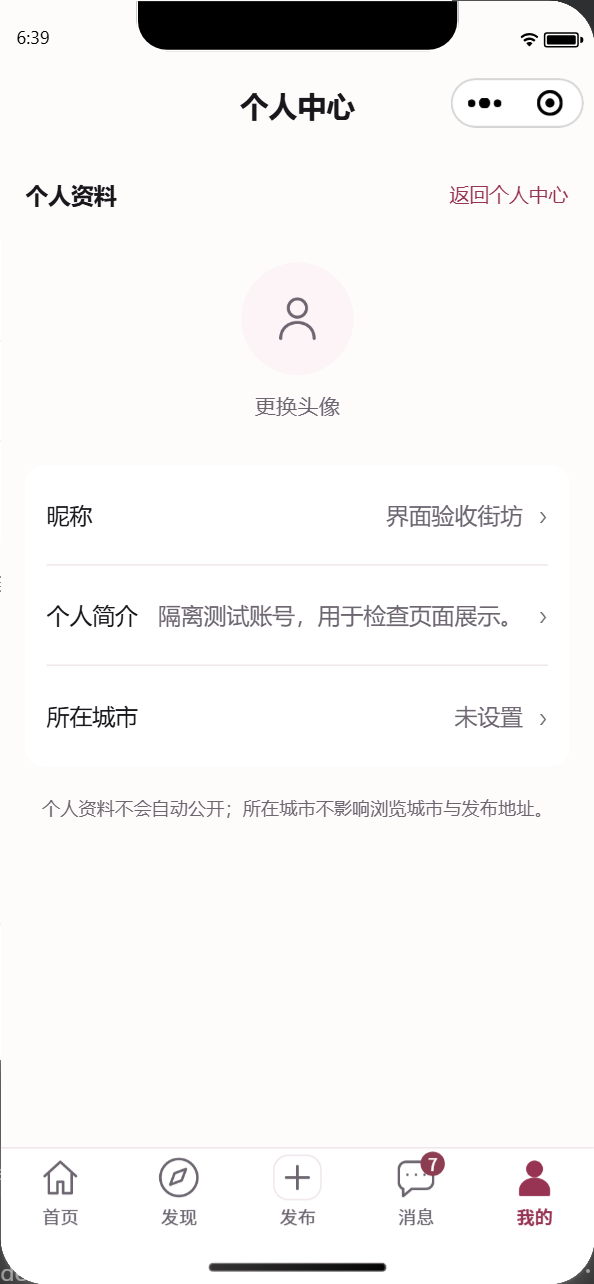 6:39
个人中心
个人资料
返回个人中心
更换头像
昵称 界面验收街坊 ›
个人简介 隔离测试账号，用于检查页面展示。 ›
所在城市 未设置 ›
个人资料不会自动公开；所在城市不影响浏览城市与发布地址。
7
首页 发现 发布 消息 我的